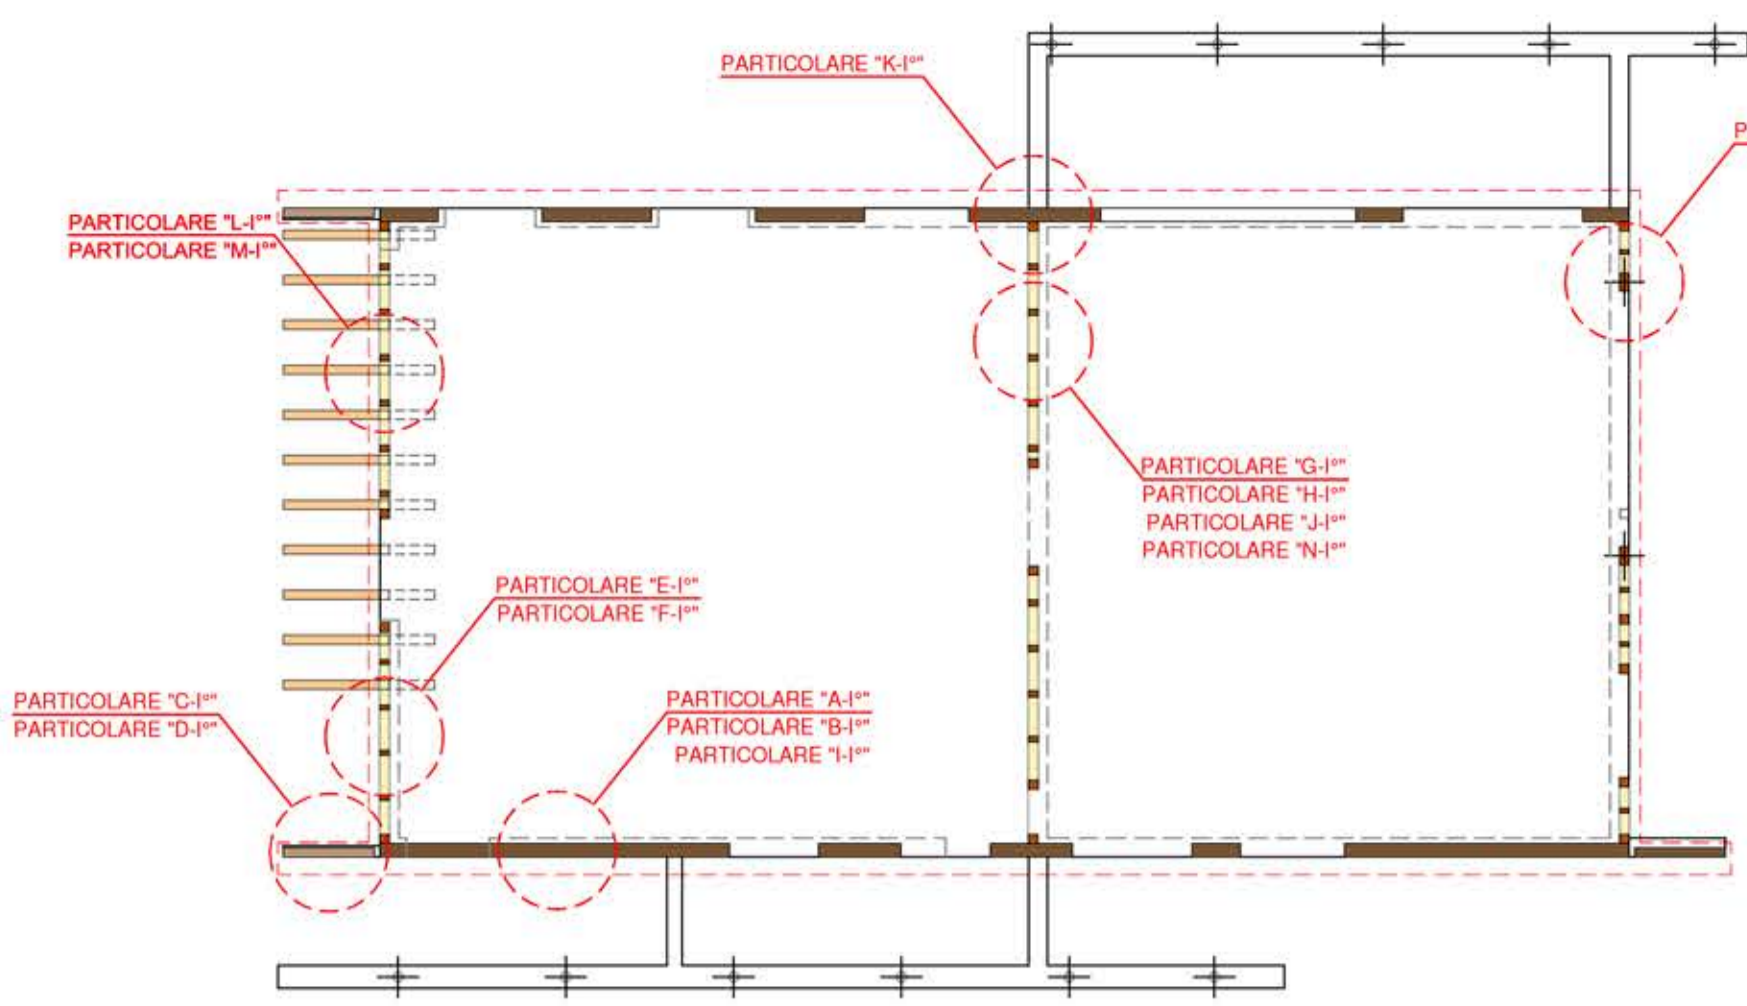 PARTICOLARE "K-I°"
P
PARTICOLARE "L-I°"
PARTICOLARE "M-I°"
PARTICOLARE "G-I°"
PARTICOLARE "H-I°"
PARTICOLARE "J-I°"
PARTICOLARE "N-I°"
PARTICOLARE "E-I°"
PARTICOLARE "F-I°"
PARTICOLARE "C-I°"
PARTICOLARE "D-I°"
PARTICOLARE "A-I°"
PARTICOLARE "B-I°"
PARTICOLARE "I-I°"